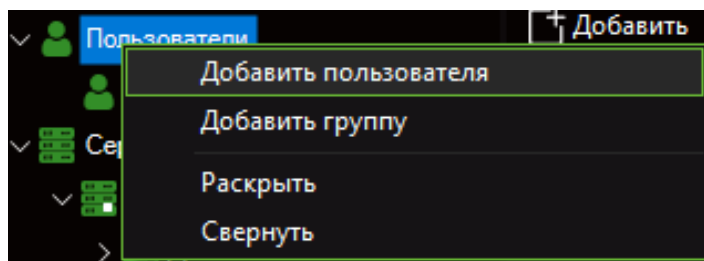 Пользователи
Добавить
Добавить пользователя
Добавить группу
Раскрыть
Свернуть